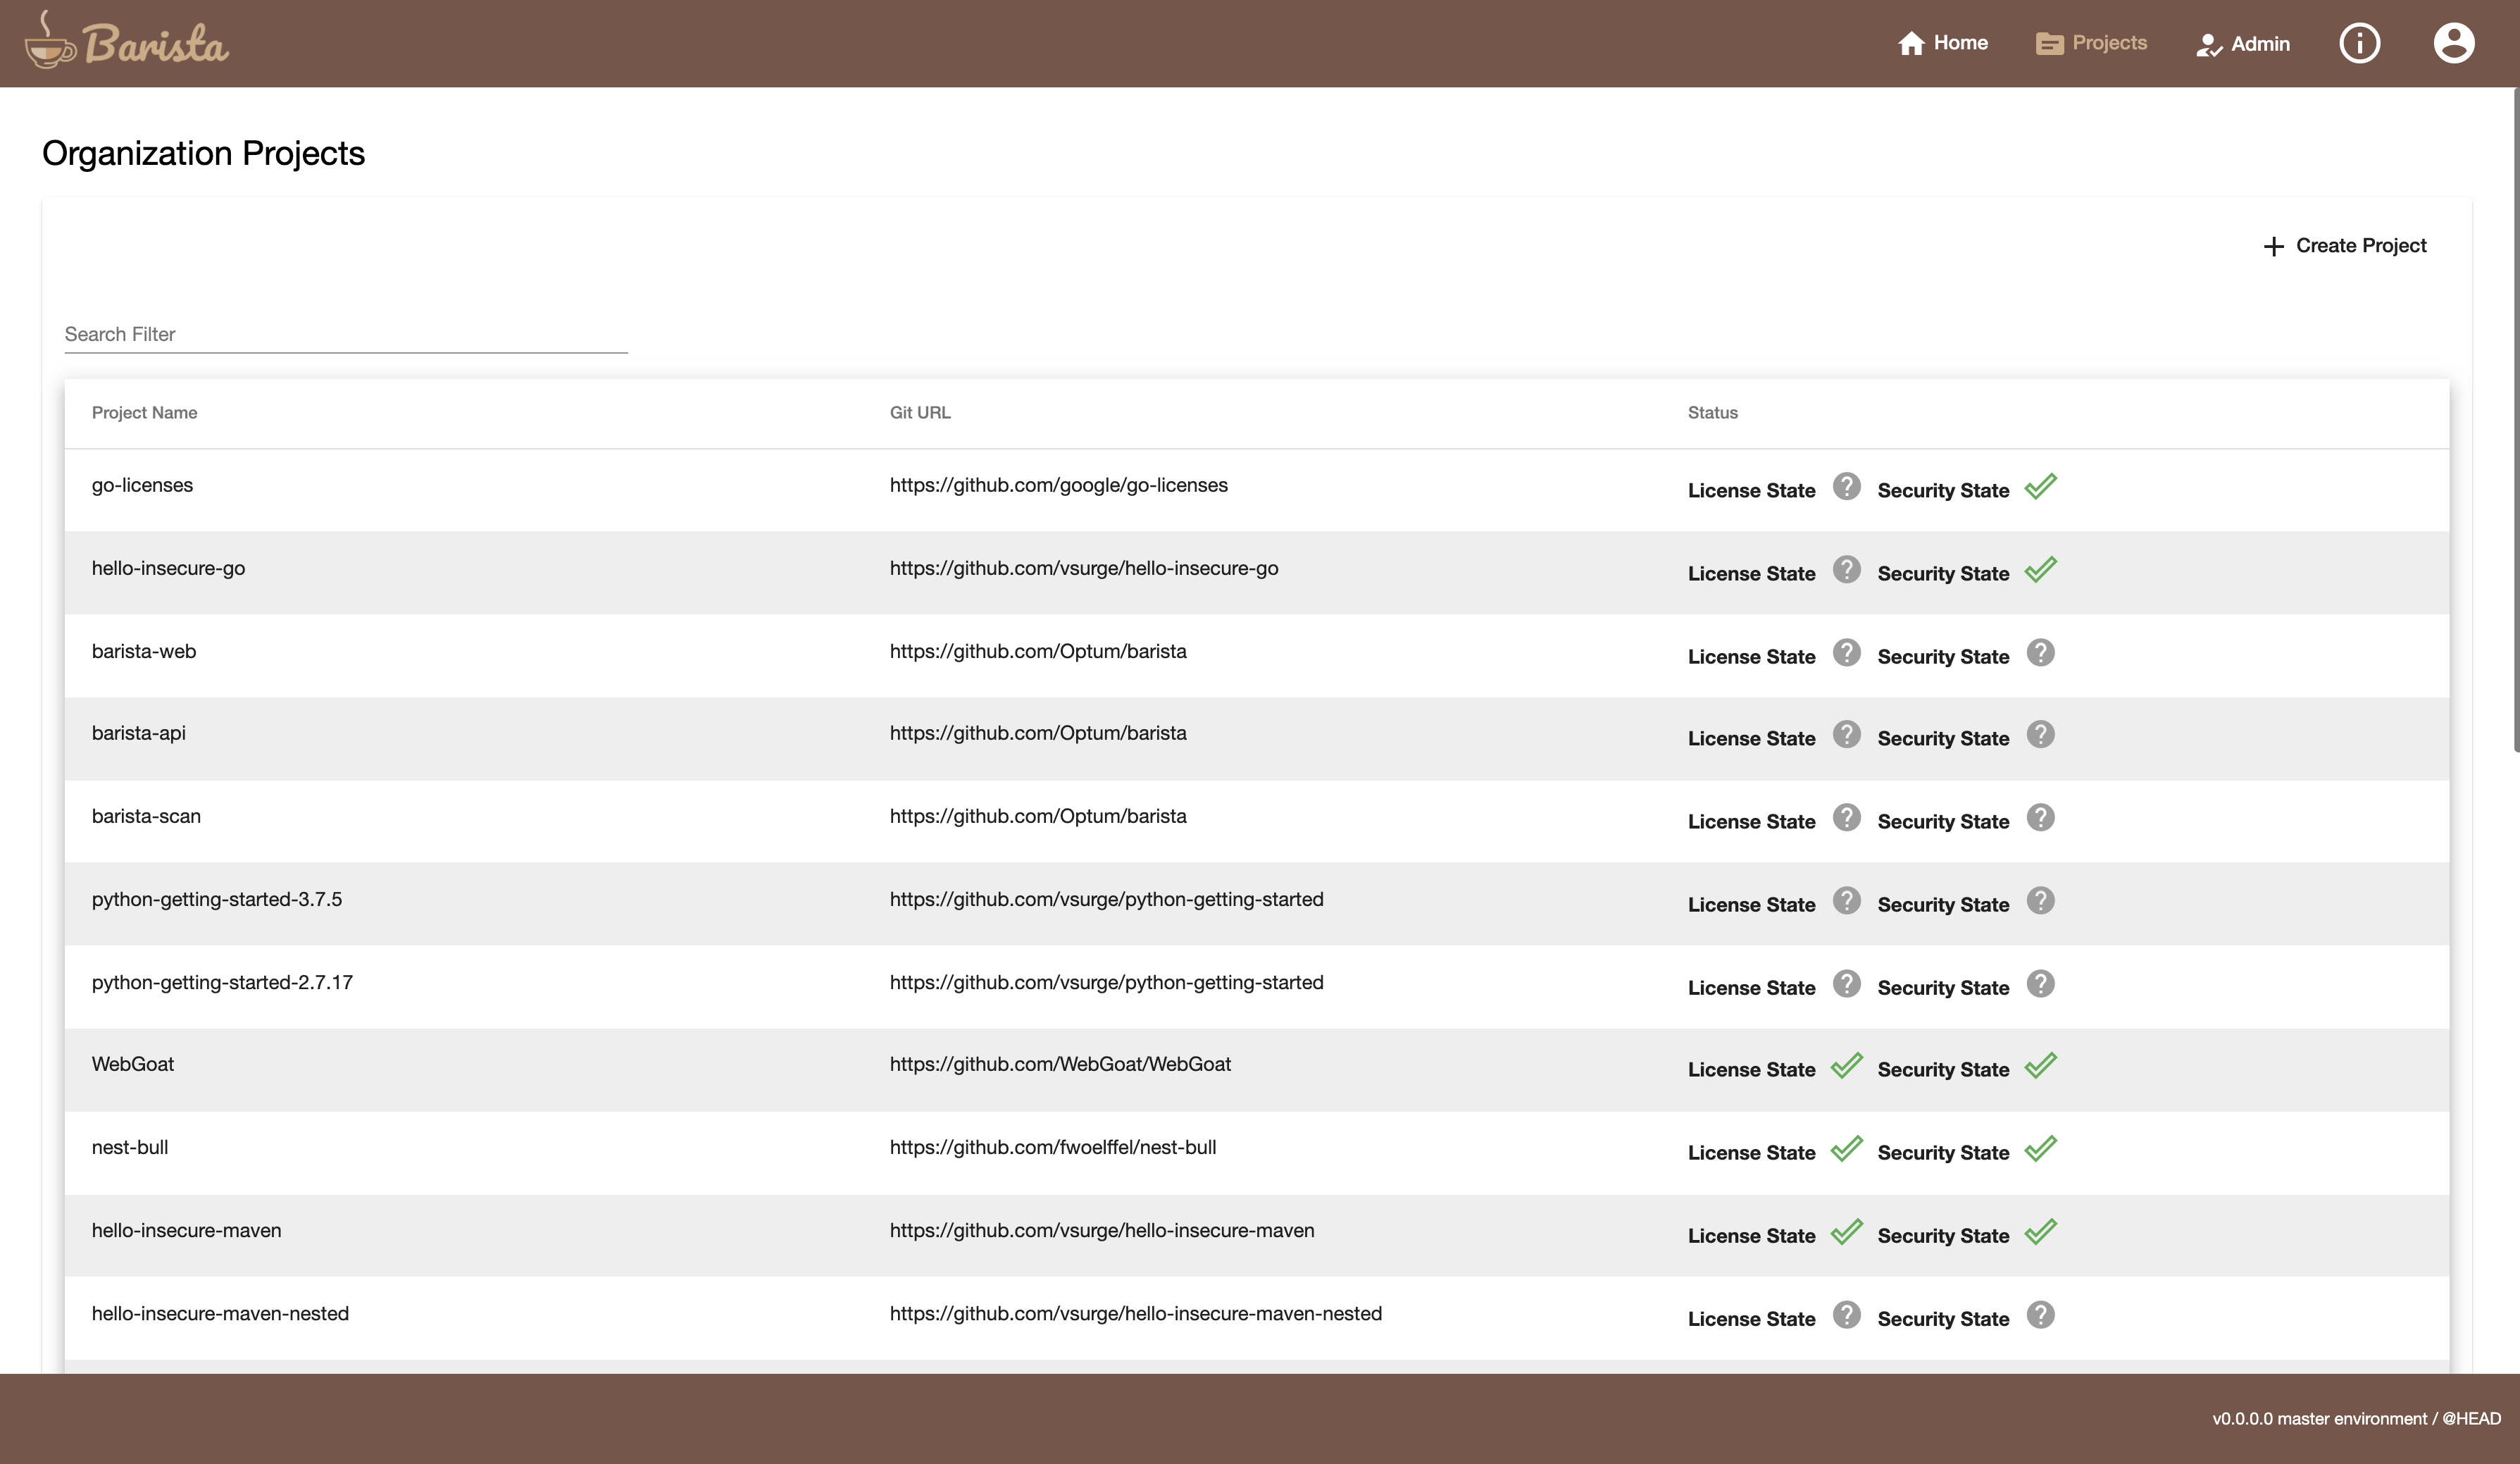 Barista
Home Projects Admin
Organization Projects
Create Project
Search Filter
Project Name Git URL Status
go-licenses https://github.com/google/go-licenses License State ? Security State
hello-insecure-go https://github.com/vsurge/hello-insecure-go License State ? Security State
barista-web https://github.com/Optum/barista License State ? Security State ?
barista-api https://github.com/Optum/barista License State ? Security State ?
barista-scan https://github.com/Optum/barista License State ? Security State ?
python-getting-started-3.7.5 https://github.com/vsurge/python-getting-started License State ? Security State ?
python-getting-started-2.7.17 https://github.com/vsurge/python-getting-started License State ? Security State ?
WebGoat https://github.com/WebGoat/WebGoat License State Security State
nest-bull https://github.com/fwoelffel/nest-bull License State Security State
hello-insecure-maven https://github.com/vsurge/hello-insecure-maven License State Security State
hello-insecure-maven-nested https://github.com/vsurge/hello-insecure-maven-nested License State ? Security State ?
v0.0.0.0 master environment / @HEAD